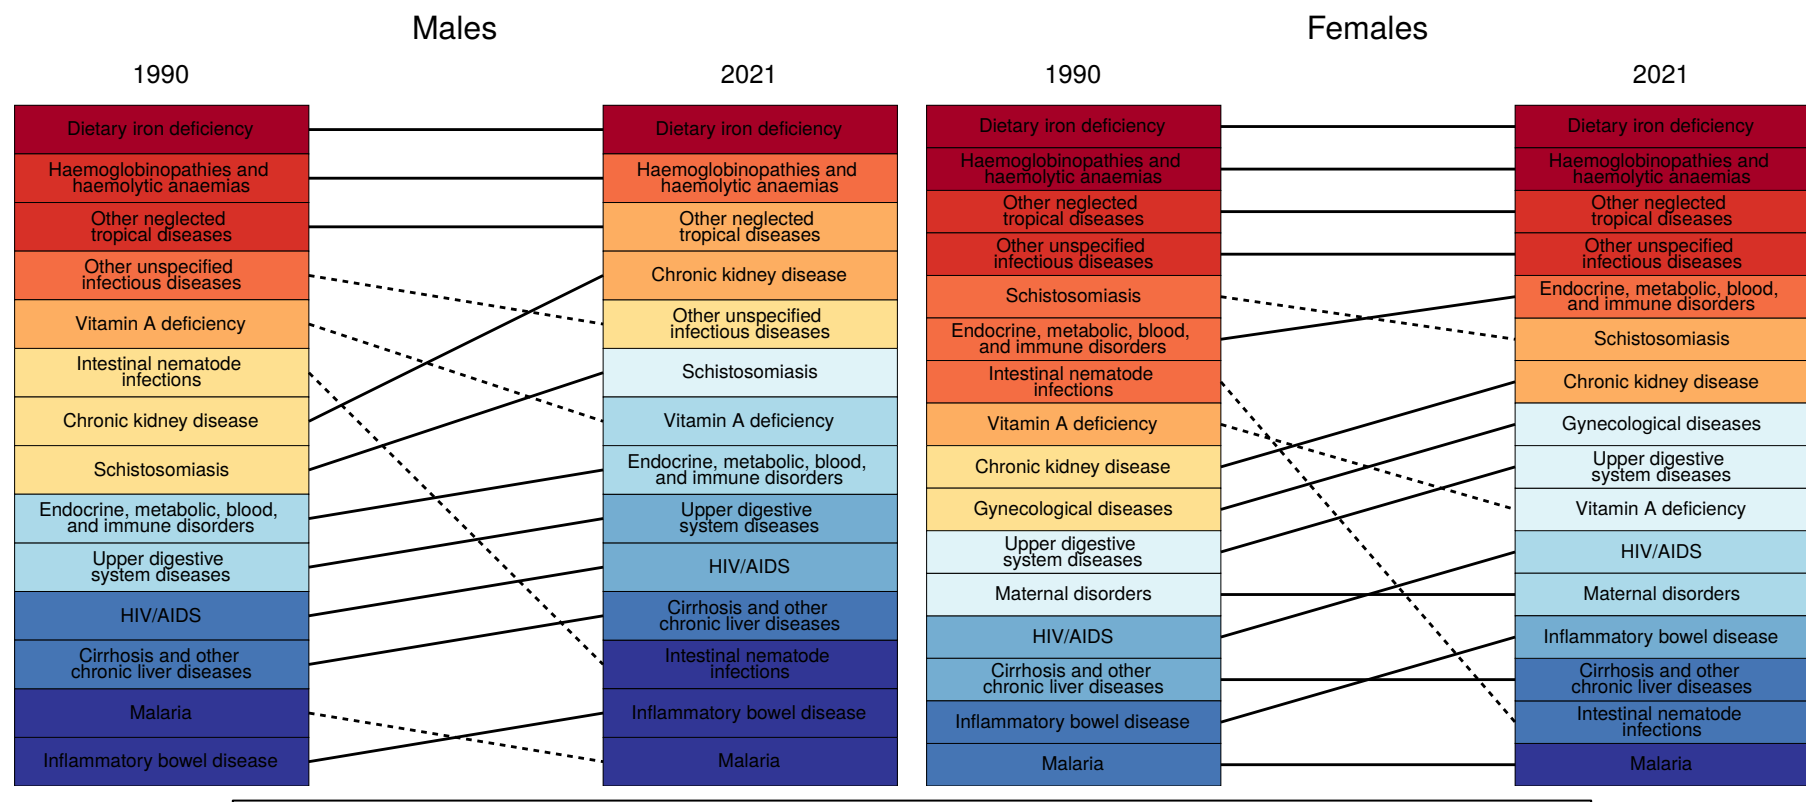 Males
1990
2021
Dietary iron deficiency
Haemoglobinopathies and
haemolytic anaemias
Other neglected
tropical diseases
Other unspecified
infectious diseases
Vitamin A deficiency
Intestinal nematode
infections
Chronic kidney disease
Schistosomiasis
Endocrine, metabolic, blood,
and immune disorders
Upper digestive
system diseases
HIV/AIDS
Cirrhosis and other
chronic liver diseases
Malaria
Inflammatory bowel disease
Dietary iron deficiency
Haemoglobinopathies and
haemolytic anaemias
Other neglected
tropical diseases
Chronic kidney disease
Other unspecified
infectious diseases
Schistosomiasis
Vitamin A deficiency
Endocrine, metabolic, blood,
and immune disorders
Upper digestive
system diseases
HIV/AIDS
Cirrhosis and other
chronic liver diseases
Intestinal nematode
infections
Inflammatory bowel disease
Malaria
Females
1990
2021
Dietary iron deficiency
Haemoglobinopathies and
haemolytic anaemias
Other neglected
tropical diseases
Other unspecified
infectious diseases
Schistosomiasis
Endocrine, metabolic, blood,
and immune disorders
Intestinal nematode
infections
Vitamin A deficiency
Chronic kidney disease
Gynecological diseases
Upper digestive
system diseases
Maternal disorders
HIV/AIDS
Cirrhosis and other
chronic liver diseases
Inflammatory bowel disease
Malaria
Dietary iron deficiency
Haemoglobinopathies and
haemolytic anaemias
Other neglected
tropical diseases
Other unspecified
infectious diseases
Endocrine, metabolic, blood,
and immune disorders
Schistosomiasis
Chronic kidney disease
Gynecological diseases
Upper digestive
system diseases
Vitamin A deficiency
HIV/AIDS
Maternal disorders
Inflammatory bowel disease
Cirrhosis and other
chronic liver diseases
Intestinal nematode
infections
Malaria